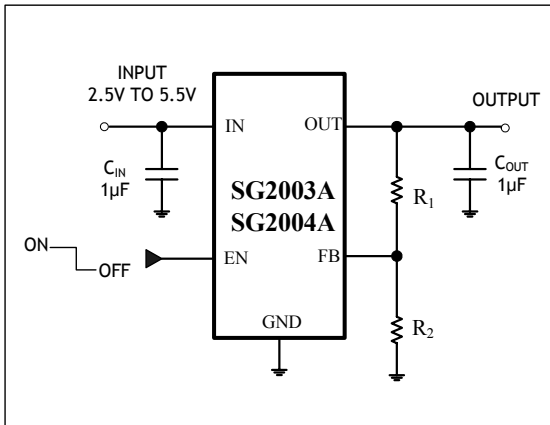 INPUT
2.5V TO 5.5V
OUTPUT
IN
OUT
C_IN
1µF
C_OUT
1µF
SG2003A
SG2004A
R₁
ON
OFF
EN
FB
GND
R₂